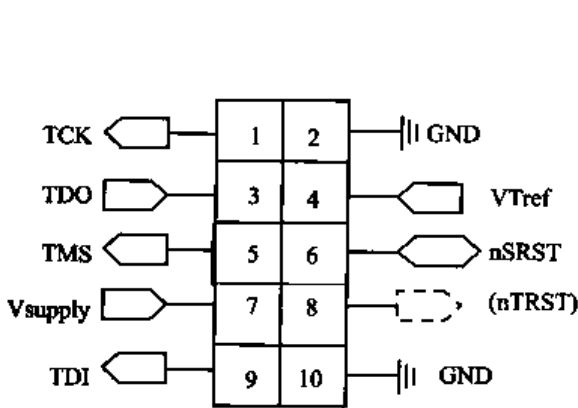 TCK 1 2 GND
TDO 3 4 VTref
TMS 5 6 nSRST
Vsupply 7 8 (nTRST)
TDI 9 10 GND